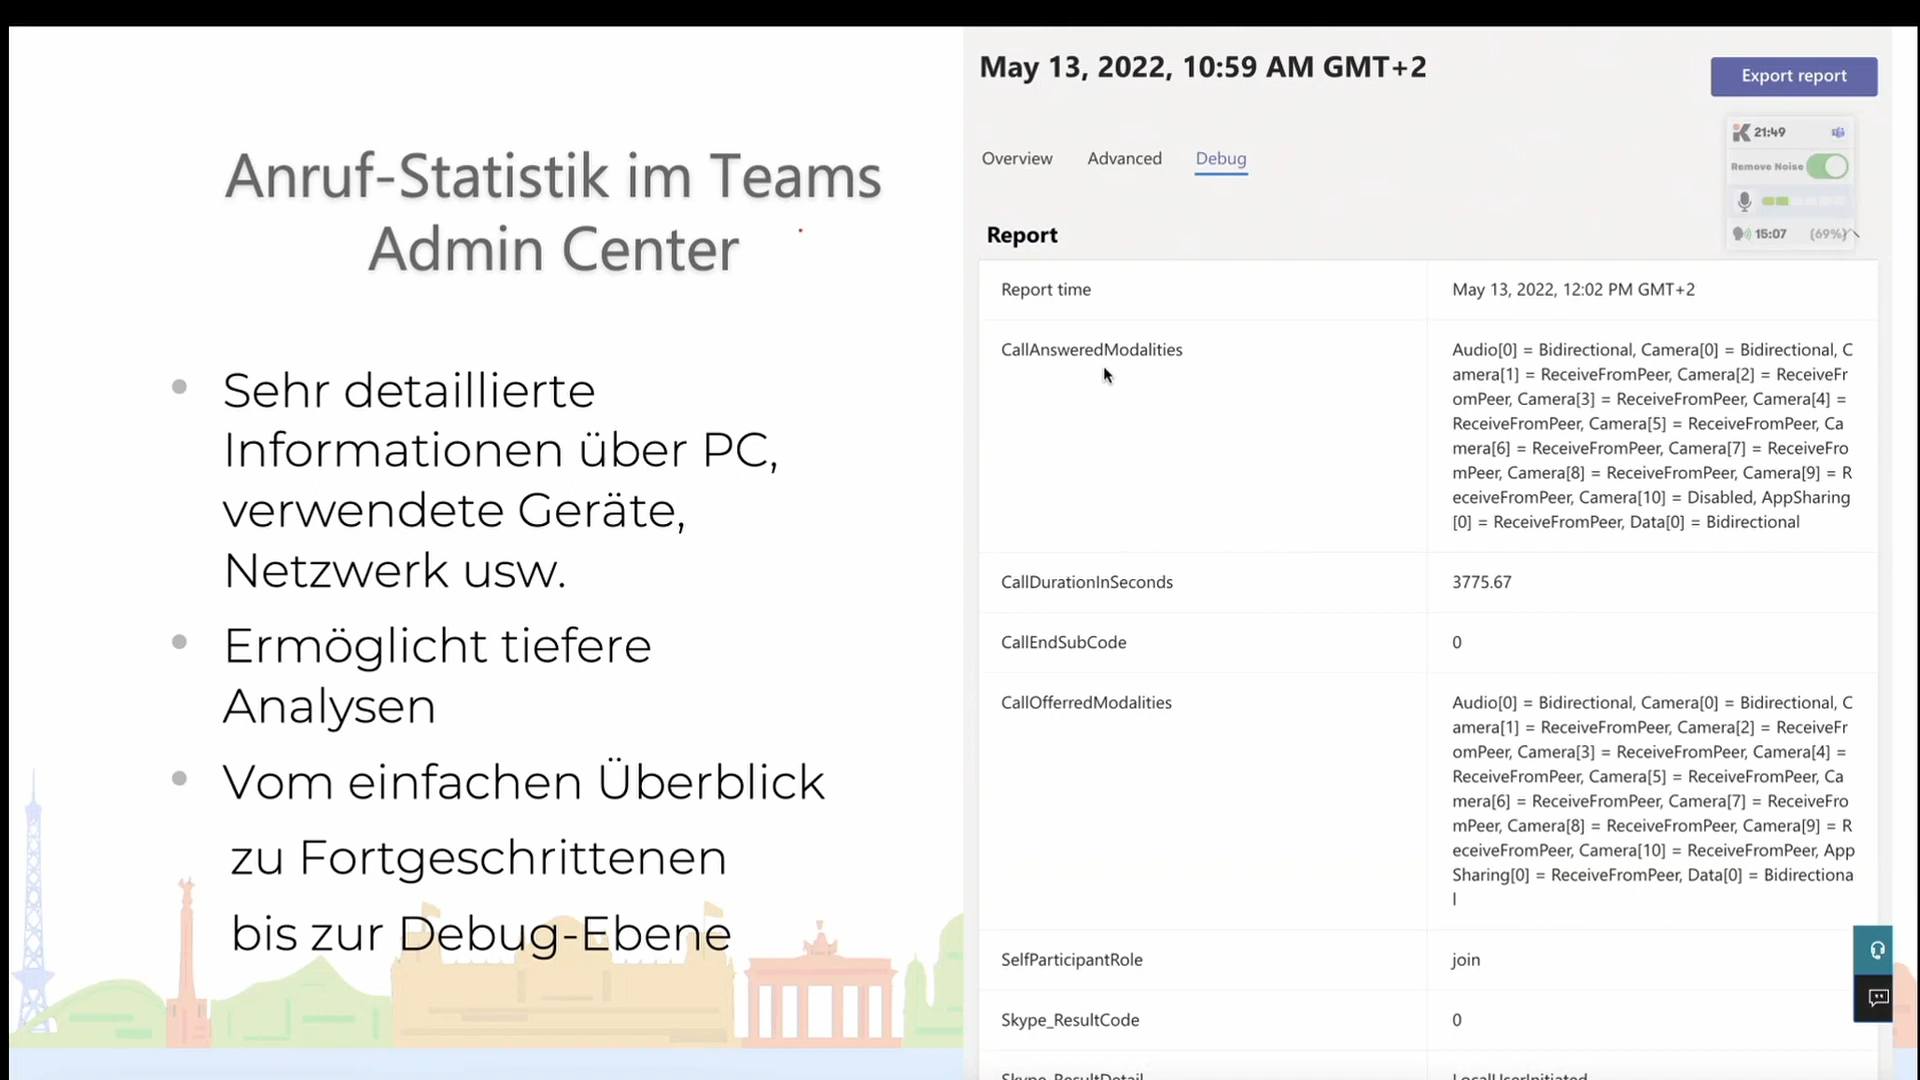 Anruf-Statistik im Teams
Admin Center
Sehr detaillierte
Informationen über PC,
verwendete Geräte,
Netzwerk usw.
Ermöglicht tiefere
Analysen
Vom einfachen Überblick
zu Fortgeschrittenen
bis zur Debug-Ebene
May 13, 2022, 10:59 AM GMT+2
Export report
21:49
Remove Noise
15:07 (69%)
Overview Advanced Debug
Report
Report time
May 13, 2022, 12:02 PM GMT+2
CallAnsweredModalities
Audio[0] = Bidirectional, Camera[0] = Bidirectional, C
amera[1] = ReceiveFromPeer, Camera[2] = ReceiveFr
omPeer, Camera[3] = ReceiveFromPeer, Camera[4] =
ReceiveFromPeer, Camera[5] = ReceiveFromPeer, Ca
mera[6] = ReceiveFromPeer, Camera[7] = ReceiveFro
mPeer, Camera[8] = ReceiveFromPeer, Camera[9] = R
eceiveFromPeer, Camera[10] = Disabled, AppSharing
[0] = ReceiveFromPeer, Data[0] = Bidirectional
CallDurationInSeconds
3775.67
CallEndSubCode
0
CallOfferredModalities
Audio[0] = Bidirectional, Camera[0] = Bidirectional, C
amera[1] = ReceiveFromPeer, Camera[2] = ReceiveFr
omPeer, Camera[3] = ReceiveFromPeer, Camera[4] =
ReceiveFromPeer, Camera[5] = ReceiveFromPeer, Ca
mera[6] = ReceiveFromPeer, Camera[7] = ReceiveFro
mPeer, Camera[8] = ReceiveFromPeer, Camera[9] = R
eceiveFromPeer, Camera[10] = ReceiveFromPeer, App
Sharing[0] = ReceiveFromPeer, Data[0] = Bidirectiona
l
SelfParticipantRole
join
Skype_ResultCode
0
Skype_ResultDetail
LocalUserInitiated